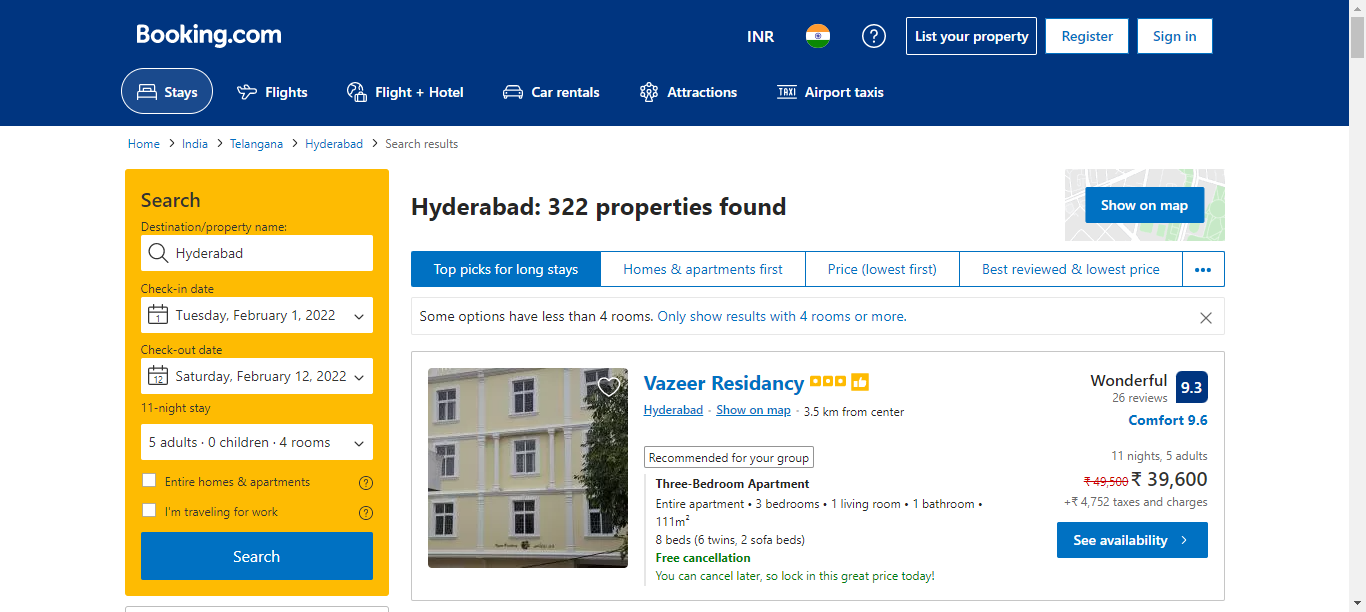 Booking.com
INR
List your property
Register
Sign in
Stays
Flights
Flight + Hotel
Car rentals
TAXI
Attractions
Airport taxis
Home > India > Telangana > Hyderabad > Search results
Search
Destination/property name:
Hyderabad
Check-in date
1
Tuesday, February 1, 2022
Check-out date
12
Saturday, February 12, 2022
11-night stay
5 adults · 0 children · 4 rooms
Entire homes & apartments
I'm traveling for work
Search
Hyderabad: 322 properties found
Show on map
Top picks for long stays
Homes & apartments first
Price (lowest first)
Best reviewed & lowest price
Some options have less than 4 rooms. Only show results with 4 rooms or more.
Vazeer Residancy
Hyderabad · Show on map · 3.5 km from center
Recommended for your group
Three-Bedroom Apartment
Entire apartment • 3 bedrooms • 1 living room • 1 bathroom •
111m²
8 beds (6 twins, 2 sofa beds)
Free cancellation
You can cancel later, so lock in this great price today!
Wonderful
26 reviews
9.3
Comfort 9.6
11 nights, 5 adults
₹ 49,500 ₹ 39,600
+₹ 4,752 taxes and charges
See availability